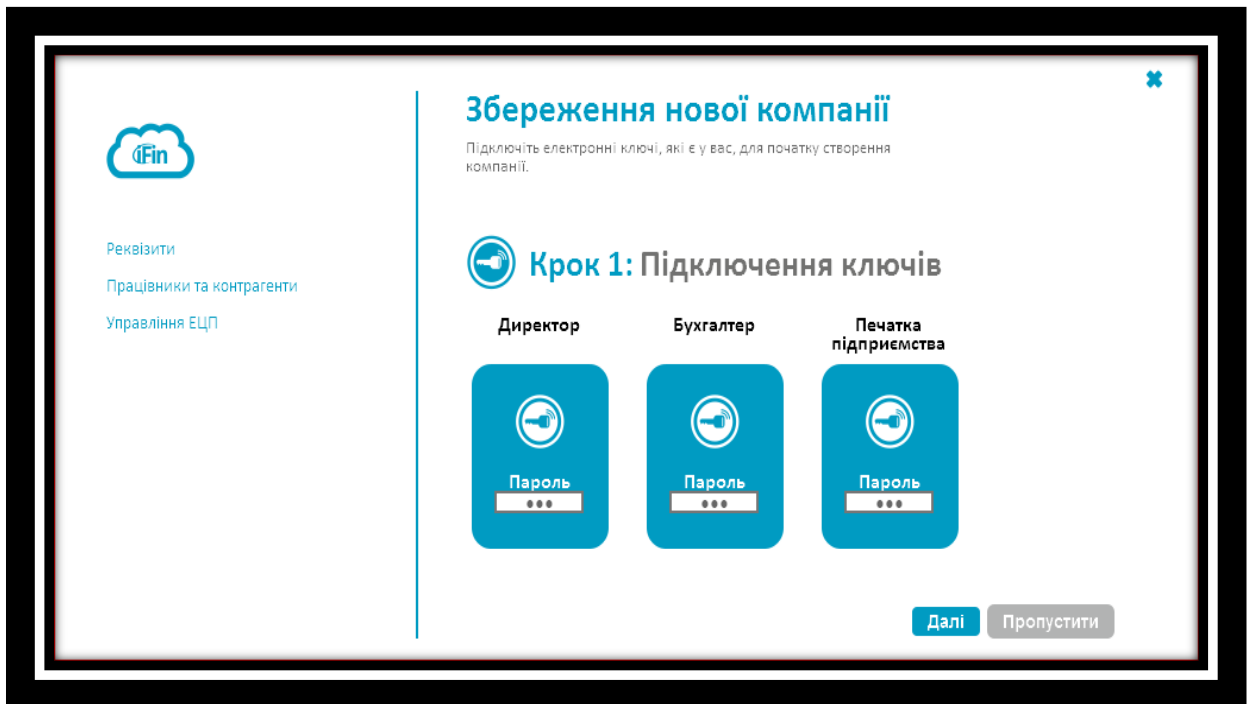 iFin
Реквізити
Працівники та контрагенти
Управління ЕЦП
✖
Збереження нової компанії
Підключіть електронні ключі, які є у вас, для початку створення
компанії.
Крок 1: Підключення ключів
Директор
Пароль
•••
Бухгалтер
Пароль
•••
Печатка
підприємства
Пароль
•••
Далі
Пропустити